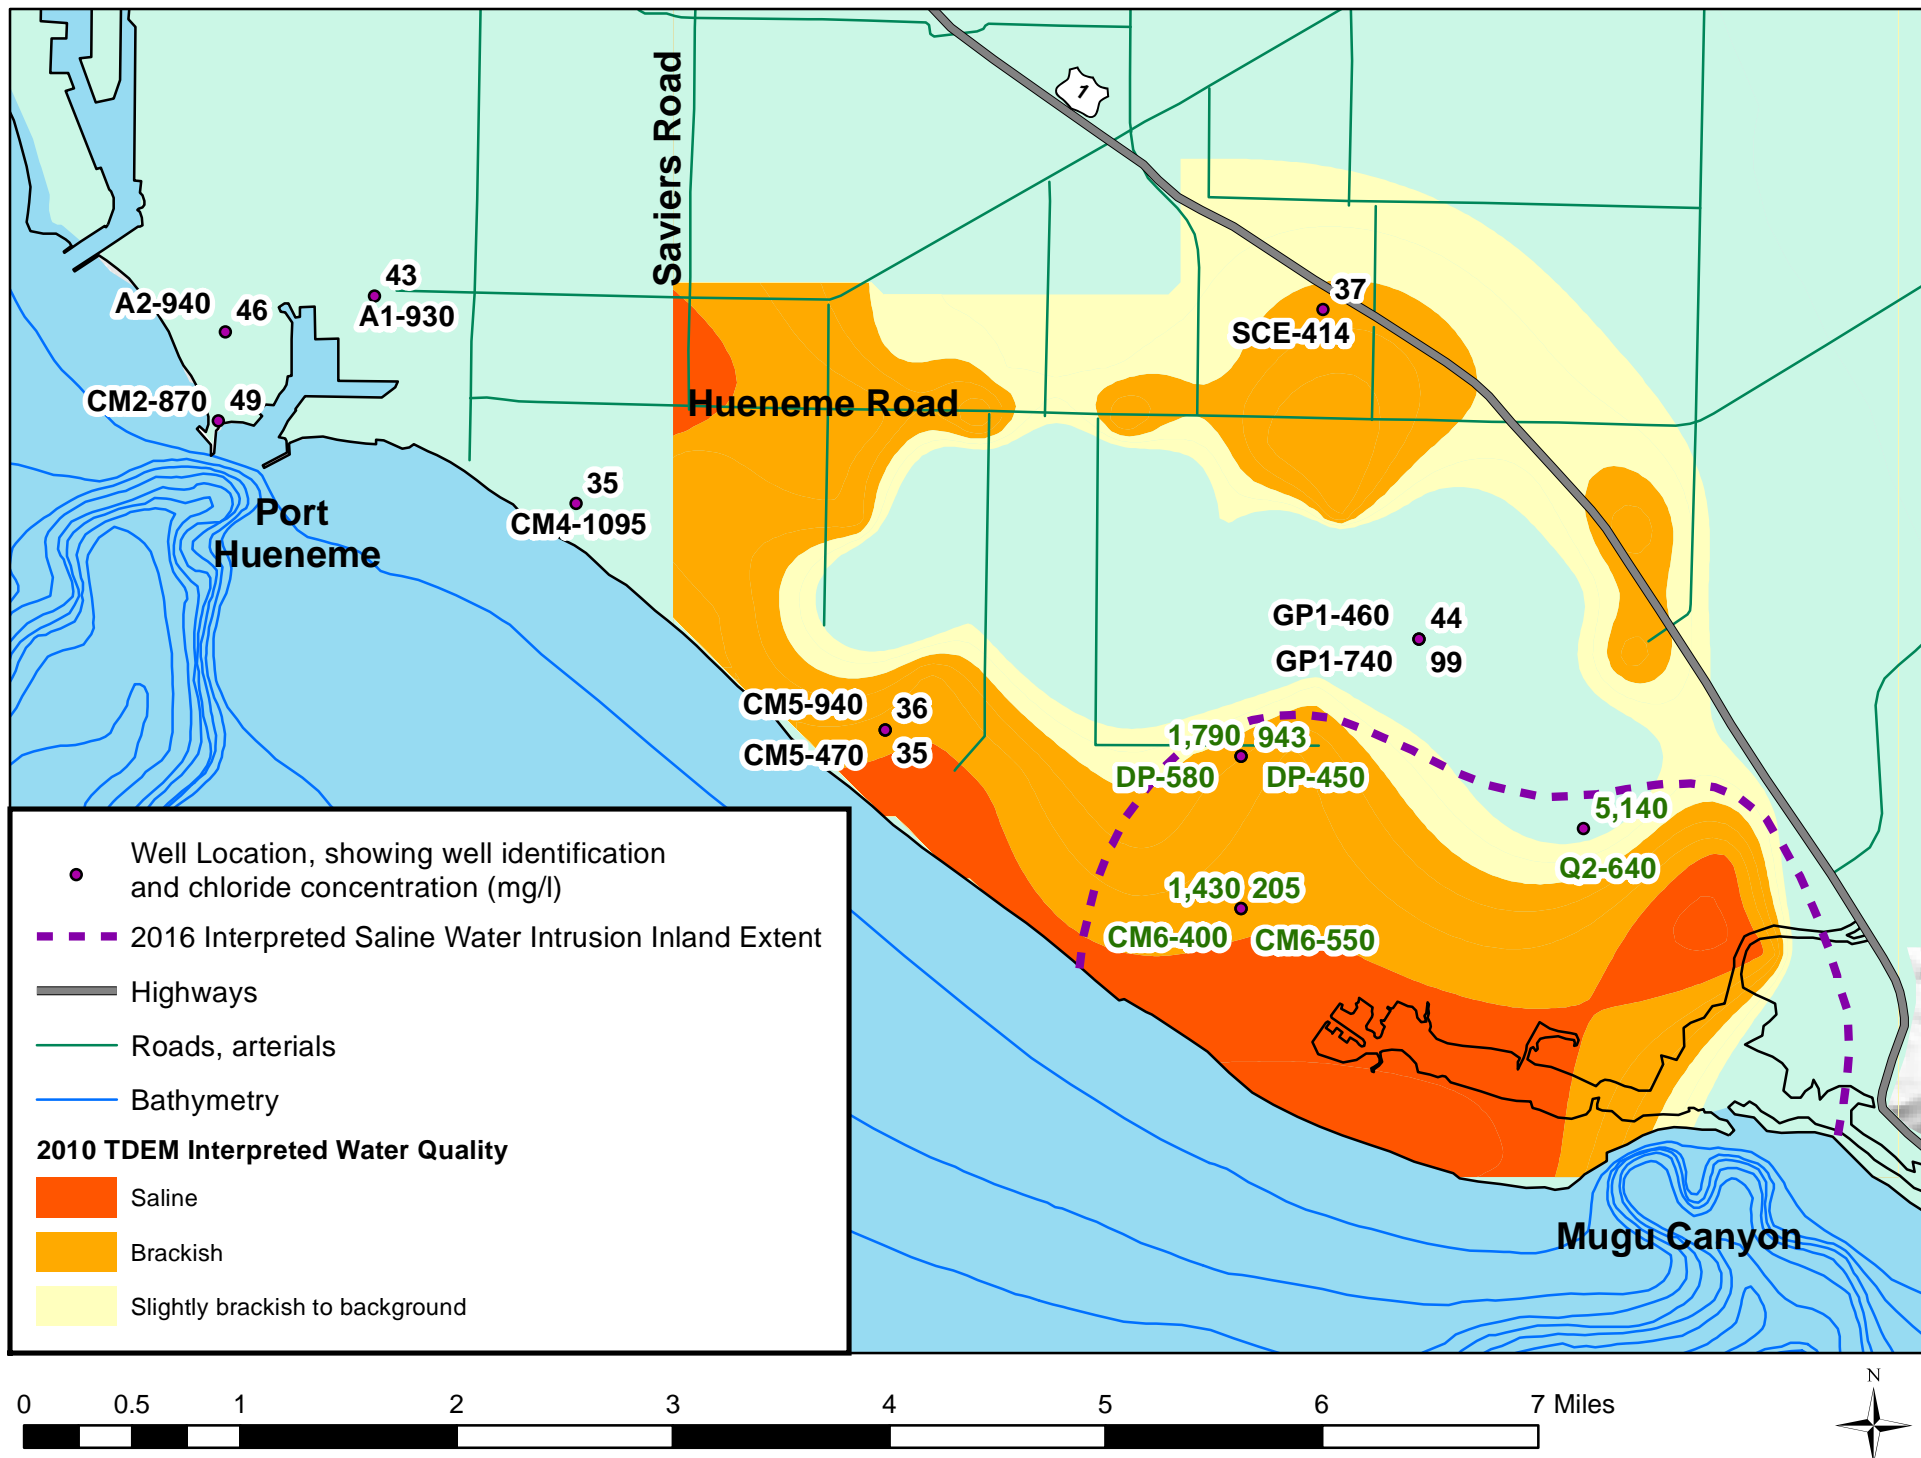 1
Saviers Road
43
A1-930
A2-940
46
37
SCE-414
CM2-870
49
Hueneme Road
35
CM4-1095
Port
Hueneme
GP1-460
44
GP1-740
99
CM5-940
36
CM5-470
35
1,790
943
DP-580
DP-450
5,140
Q2-640
1,430
205
CM6-400
CM6-550
Mugu Canyon
Well Location, showing well identification
and chloride concentration (mg/l)
2016 Interpreted Saline Water Intrusion Inland Extent
Highways
Roads, arterials
Bathymetry
2010 TDEM Interpreted Water Quality
Saline
Brackish
Slightly brackish to background
0 0.5 1 2 3 4 5 6 7 Miles
N